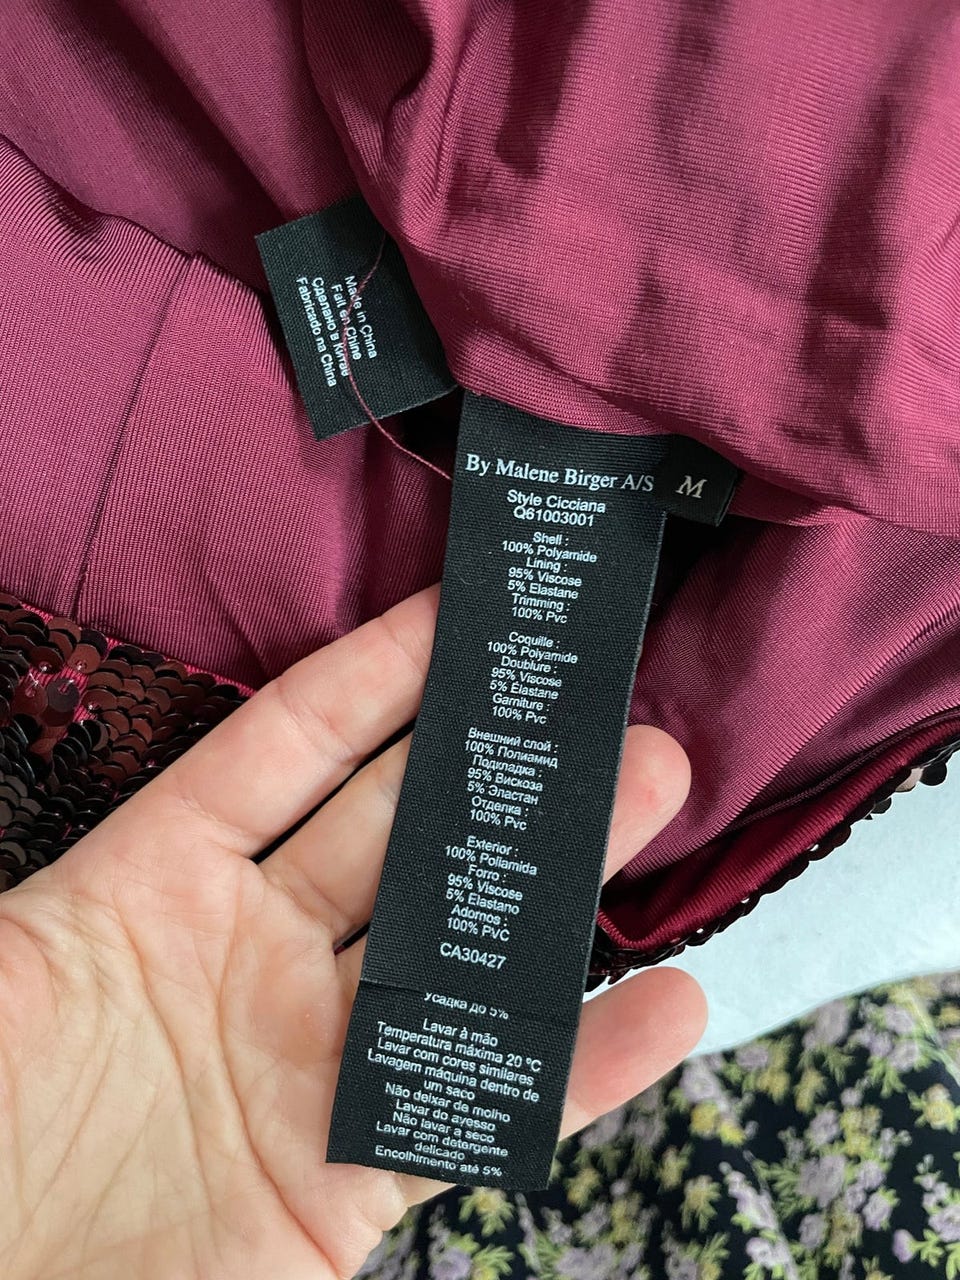 Made in China
Fait en Chine
Сделано в Китае
Fabricado na China
By Malene Birger A/S
M
Style Cicciana
Q61003001
Shell :
100% Polyamide
Lining :
95% Viscose
5% Elastane
Trimming :
100% Pvc
Coquille :
100% Polyamide
Doublure :
95% Viscose
5% Élastane
Garniture :
100% Pvc
Внешний слой :
100% Полиамид
Подкладка :
95% Вискоза
5% Эластан
Отделка :
100% Pvc
Exterior :
100% Poliamida
Forro :
95% Viscose
5% Elastano
Adornos :
100% PVC
CA30427
Усадка до 5%
Lavar à mão
Temperatura máxima 20 ºC
Lavar com cores similares
Lavagem máquina dentro de
um saco
Não deixar de molho
Lavar do avesso
Não lavar a seco
Lavar com detergente
delicado
Encolhimento até 5%